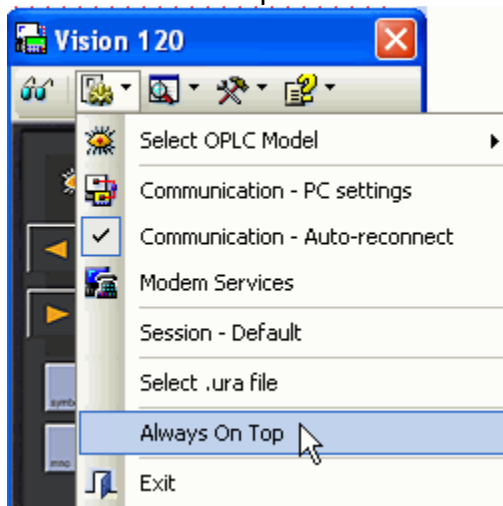 Vision 120
Select OPLC Model
Communication - PC settings
Communication - Auto-reconnect
Modem Services
Session - Default
Select .ura file
Always On Top
Exit